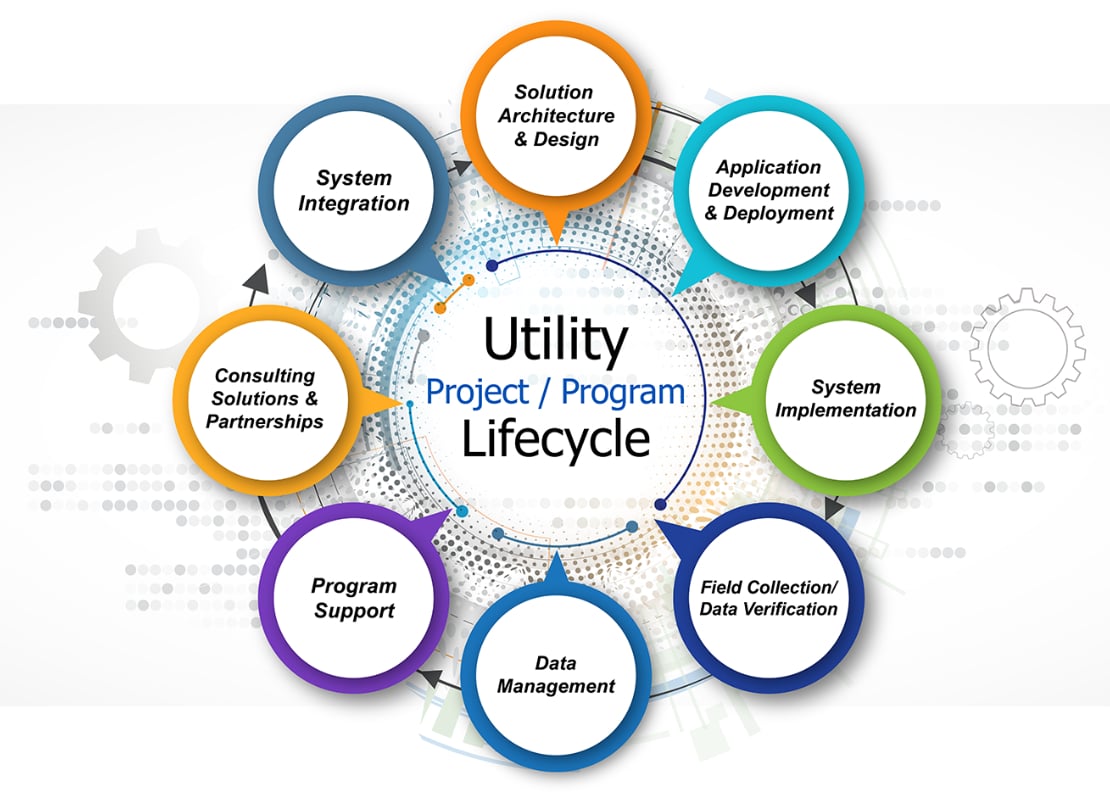 Solution
Architecture
& Design
Application
Development
& Deployment
System
Implementation
Field Collection/
Data Verification
Data
Management
Program
Support
Consulting
Solutions &
Partnerships
System
Integration
Utility
Project / Program
Lifecycle